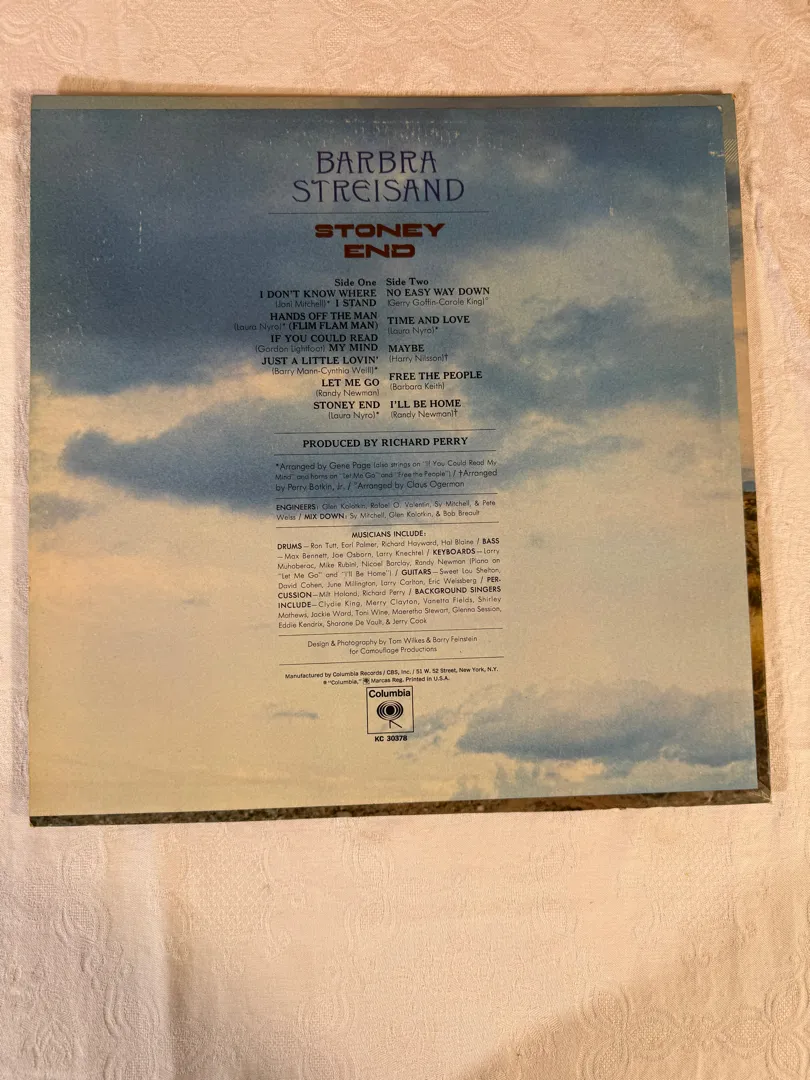 BARBRA
STREISAND
STONEY
END
Side One
I DON'T KNOW WHERE
(Joni Mitchell)* I STAND
HANDS OFF THE MAN
(Laura Nyro)* (FLIM FLAM MAN)
IF YOU COULD READ
(Gordon Lightfoot) MY MIND
JUST A LITTLE LOVIN'
(Barry Mann-Cynthia Weill)*
LET ME GO
(Randy Newman)
STONEY END
(Laura Nyro)*
Side Two
NO EASY WAY DOWN
(Gerry Goffin-Carole King)°
TIME AND LOVE
(Laura Nyro)*
MAYBE
(Harry Nilsson)†
FREE THE PEOPLE
(Barbara Keith)
I'LL BE HOME
(Randy Newman)†
PRODUCED BY RICHARD PERRY
*Arranged by Gene Page (also strings on "If You Could Read My
Mind" and horns on "Let Me Go" and "Free the People") / †Arranged
by Perry Botkin, Jr. / °Arranged by Claus Ogerman
ENGINEERS: Glen Kolotkin, Rafael O. Valentin, Sy Mitchell, & Pete
Weiss / MIX DOWN: Sy Mitchell, Glen Kolotkin, & Bob Breault
MUSICIANS INCLUDE:
DRUMS—Ron Tutt, Earl Palmer, Richard Hayward, Hal Blaine / BASS
—Max Bennett, Joe Osborn, Larry Knechtel / KEYBOARDS—Larry
Muhoberac, Mike Rubini, Nicoel Barclay, Randy Newman (Piano on
"Let Me Go" and "I'll Be Home") / GUITARS—Sweet Lou Shelton,
David Cohen, June Millington, Larry Carlton, Eric Weissberg / PER-
CUSSION—Milt Holand, Richard Perry / BACKGROUND SINGERS
INCLUDE—Clydie King, Merry Clayton, Vanetta Fields, Shirley
Mathews, Jackie Ward, Toni Wine, Maeretha Stewart, Glenna Session,
Eddie Kendrix, Sharone De Vault, & Jerry Cook
Design & Photography by Tom Wilkes & Barry Feinstein
for Camouflage Productions
Manufactured by Columbia Records / CBS, Inc. / 51 W. 52 Street, New York, N.Y.
® "Columbia," Marcas Reg. Printed in U.S.A.
Columbia
KC 30378